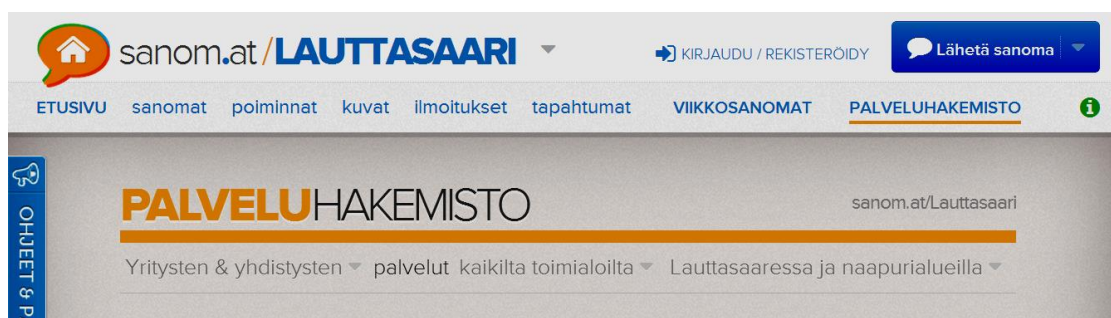 sanom.at/LAUTTASAARI
KIRJAUDU / REKISTERÖIDY
Lähetä sanoma
ETUSIVU sanomat poiminnat kuvat ilmoitukset tapahtumat VIIKKOSANOMAT PALVELUHAKEMISTO
OHJEET & P
PALVELUHAKEMISTO
sanom.at/Lauttasaari
Yritysten & yhdistysten palvelut kaikilta toimialoilta Lauttasaaressa ja naapurialueilla